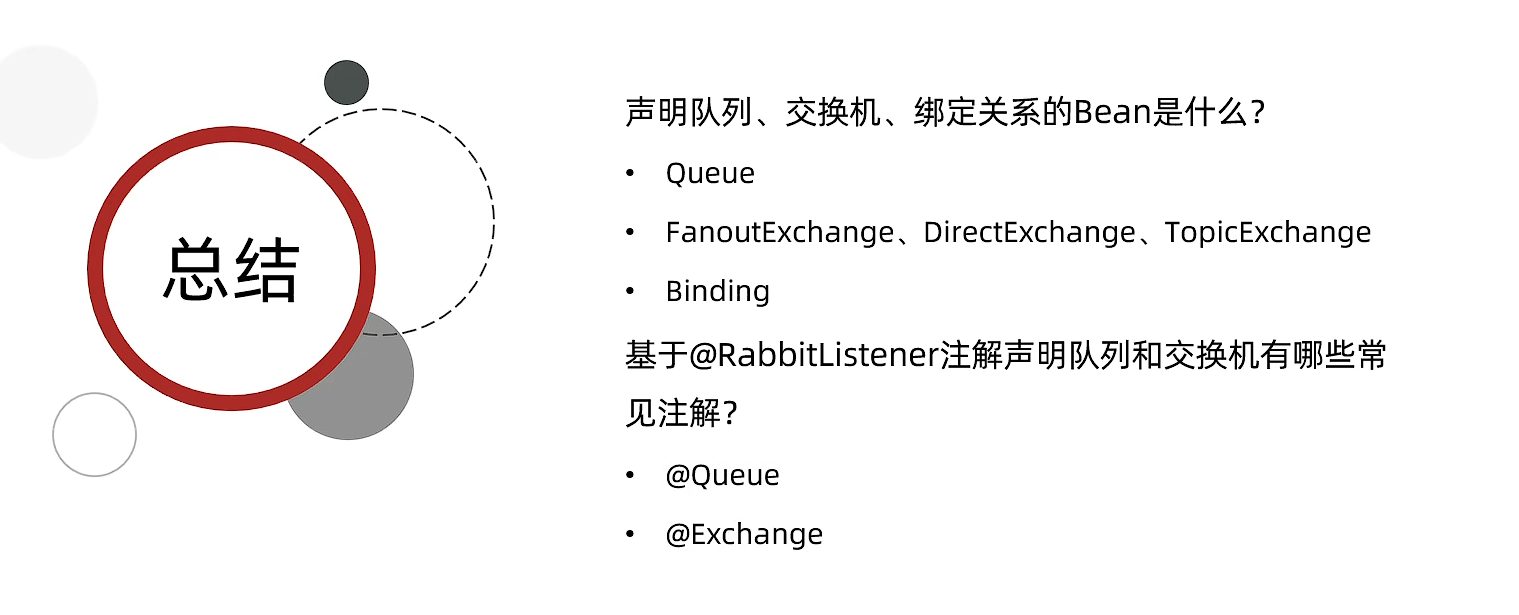 总结
声明队列、交换机、绑定关系的Bean是什么？
• Queue
• FanoutExchange、DirectExchange、TopicExchange
• Binding
基于@RabbitListener注解声明队列和交换机有哪些常
见注解？
• @Queue
• @Exchange